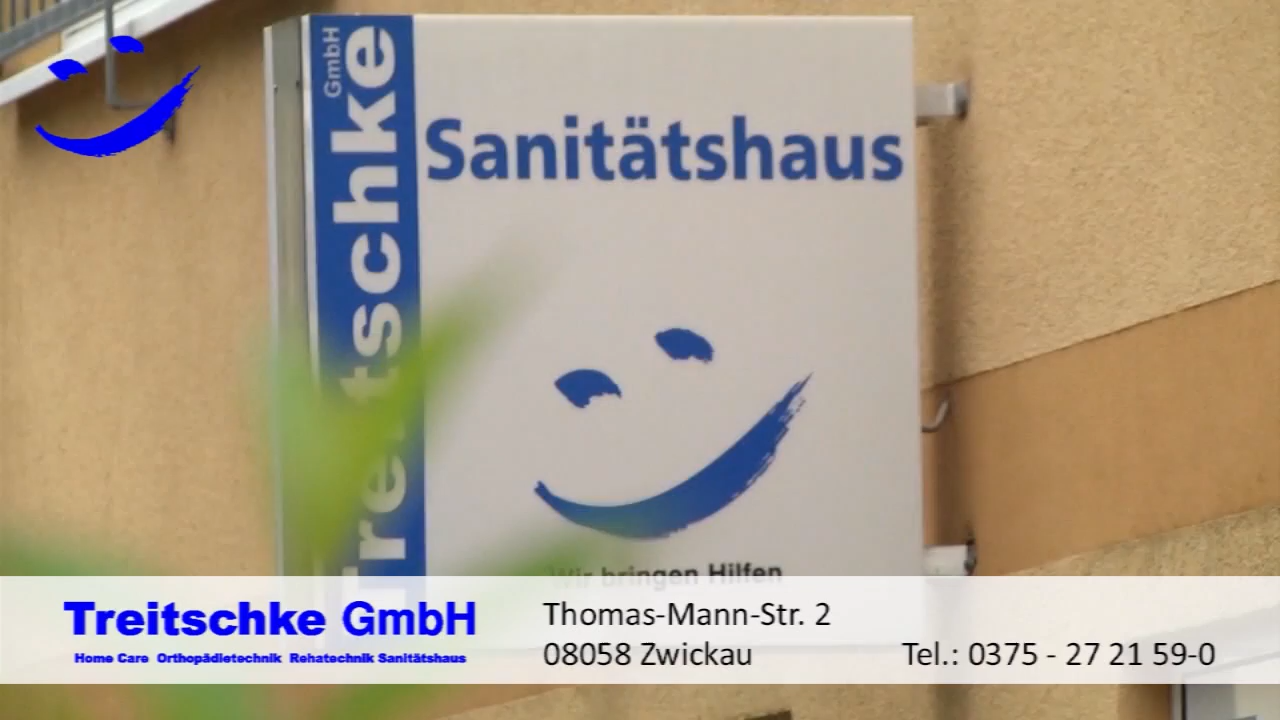 Treitschke GmbH
Sanitätshaus
Wir bringen Hilfen
Treitschke GmbH
Home Care Orthopädietechnik Rehatechnik Sanitätshaus
Thomas-Mann-Str. 2
08058 Zwickau
Tel.: 0375 - 27 21 59-0